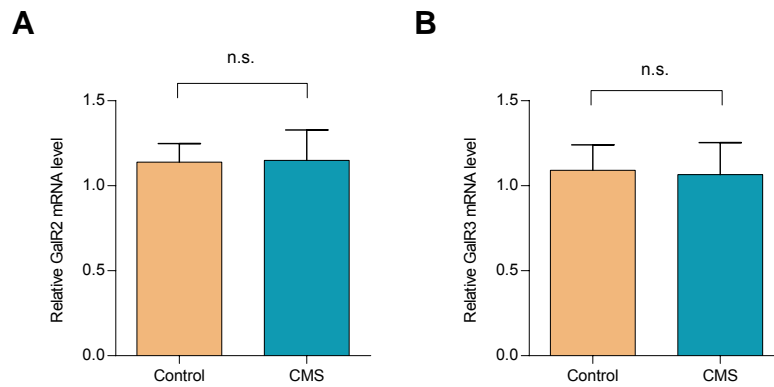 A
n.s.
Relative GalR2 mRNA level
1.5
1.0
0.5
0.0
Control
CMS
B
n.s.
Relative GalR3 mRNA level
1.5
1.0
0.5
0.0
Control
CMS